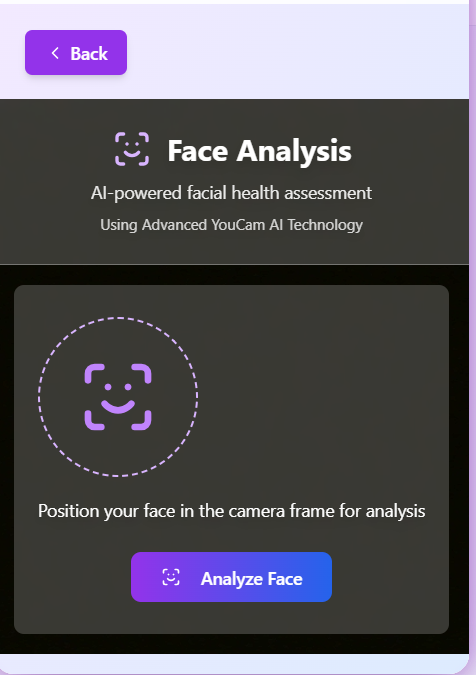 Back
Face Analysis
AI-powered facial health assessment
Using Advanced YouCam AI Technology
Position your face in the camera frame for analysis
Analyze Face